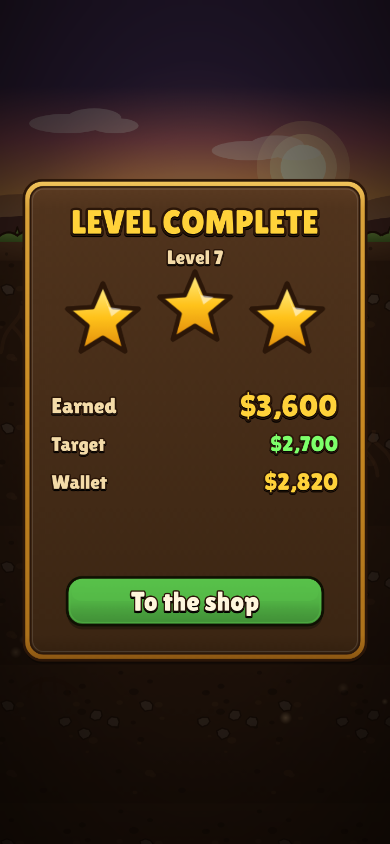 LEVEL COMPLETE
Level 7
Earned $3,600
Target $2,700
Wallet $2,820
To the shop